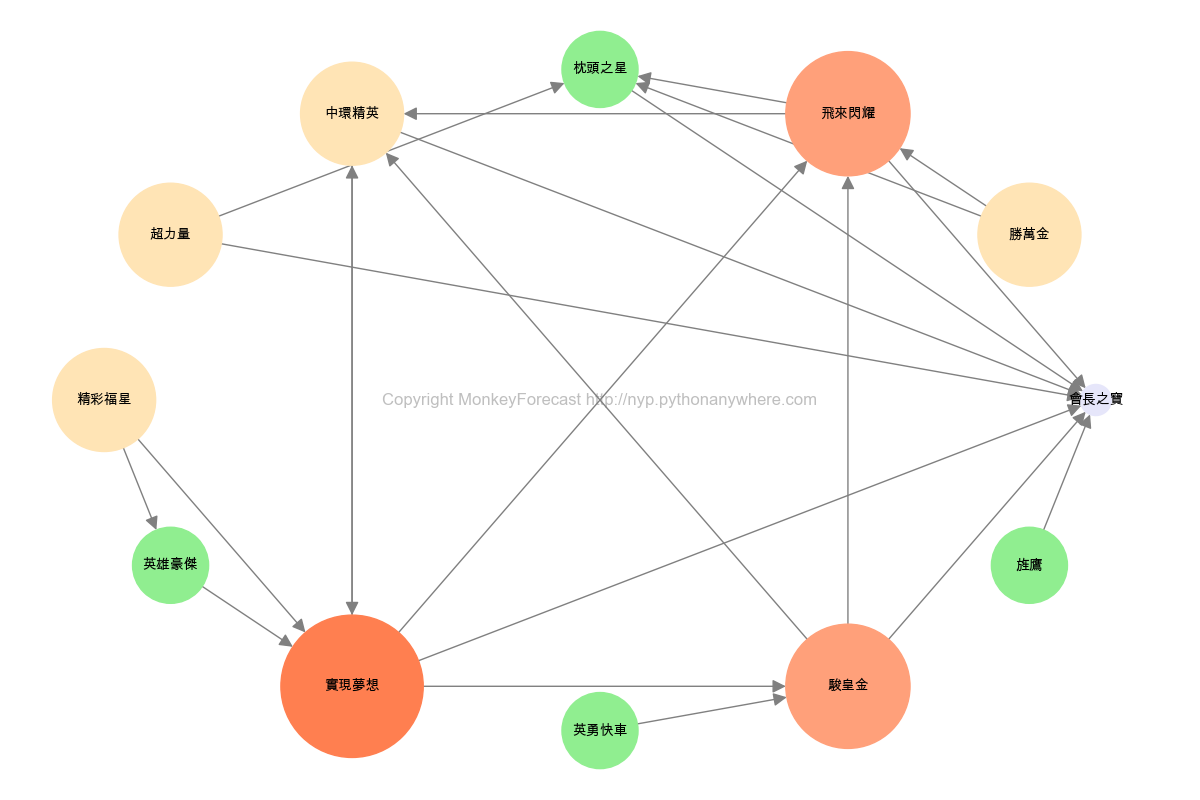 枕頭之星
中環精英
飛來閃耀
超力量
勝萬金
精彩福星
Copyright MonkeyForecast http://nyp.pythonanywhere.com
會長之寶
英雄豪傑
旌鷹
實現夢想
駿皇金
英勇快車